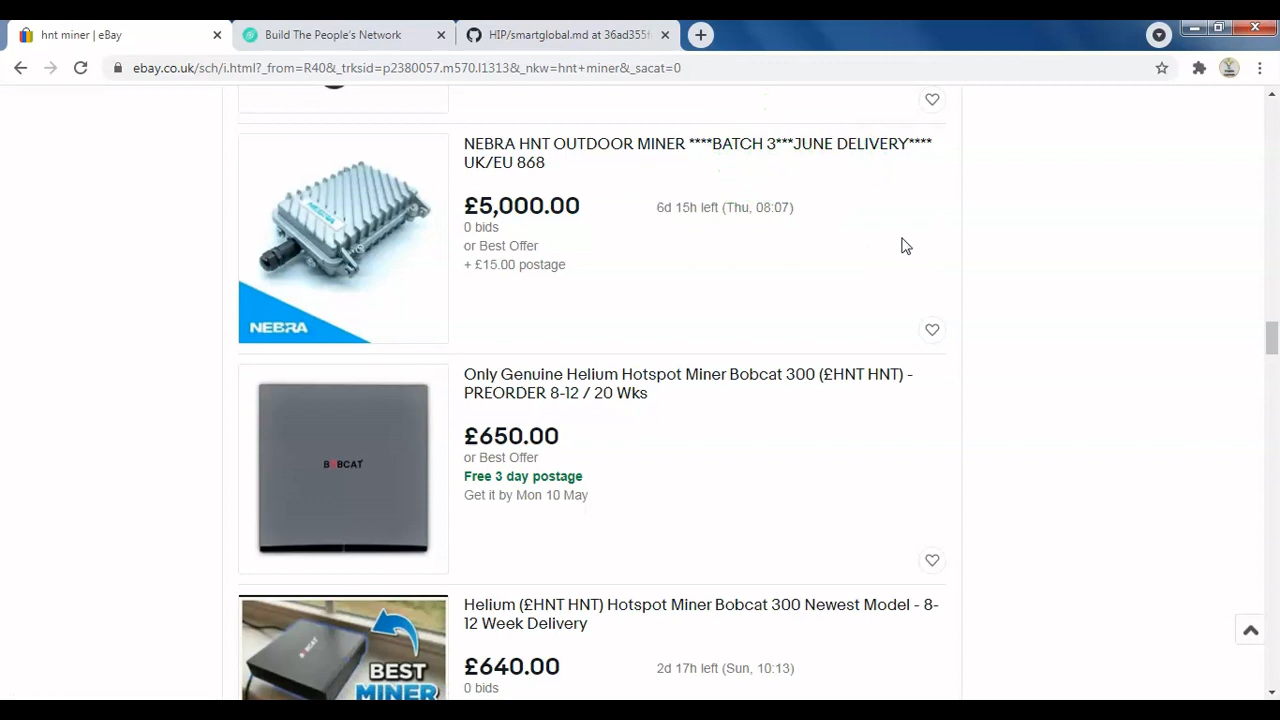 hnt miner | eBay
Build The People's Network
HIP/smartglobal.md at 36ad355f
ebay.co.uk/sch/i.html?_from=R40&_trksid=p2380057.m570.l1313&_nkw=hnt+miner&_sacat=0
NEBRA HNT OUTDOOR MINER ****BATCH 3***JUNE DELIVERY****
UK/EU 868
£5,000.00
6d 15h left (Thu, 08:07)
0 bids
or Best Offer
+ £15.00 postage
NEBRA
NEBRA
Only Genuine Helium Hotspot Miner Bobcat 300 (£HNT HNT) -
PREORDER 8-12 / 20 Wks
£650.00
or Best Offer
Free 3 day postage
Get it by Mon 10 May
BOBCAT
Helium (£HNT HNT) Hotspot Miner Bobcat 300 Newest Model - 8-
12 Week Delivery
£640.00
2d 17h left (Sun, 10:13)
0 bids
BOBCAT
BEST
MINER